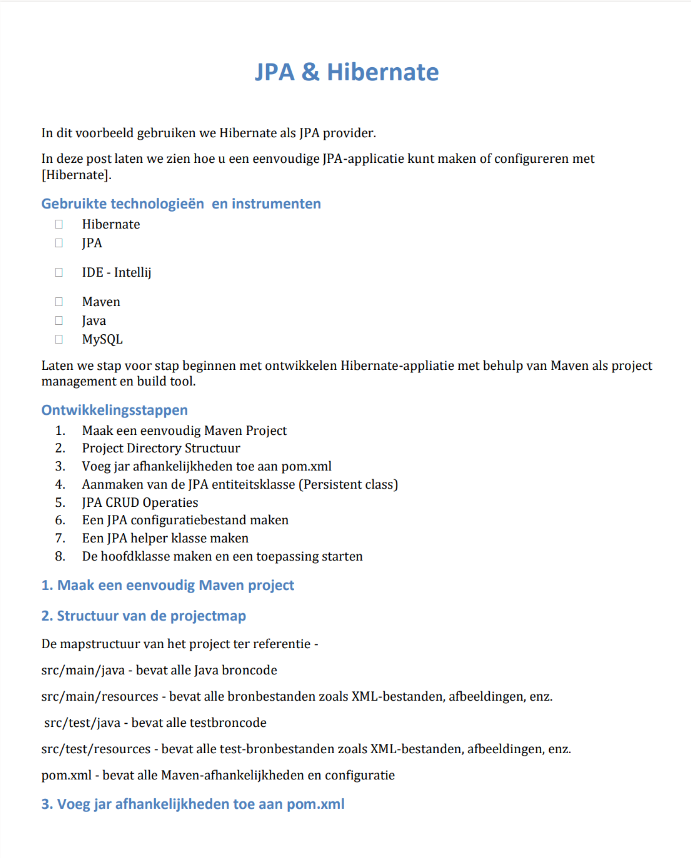 JPA & Hibernate
In dit voorbeeld gebruiken we Hibernate als JPA provider.
In deze post laten we zien hoe u een eenvoudige JPA-applicatie kunt maken of configureren met
[Hibernate].
Gebruikte technologieën  en instrumenten
Hibernate
JPA
IDE - Intellij
Maven
Java
MySQL
Laten we stap voor stap beginnen met ontwikkelen Hibernate-appliatie met behulp van Maven als project
management en build tool.
Ontwikkelingsstappen
1. Maak een eenvoudig Maven Project
2. Project Directory Structuur
3. Voeg jar afhankelijkheden toe aan pom.xml
4. Aanmaken van de JPA entiteitsklasse (Persistent class)
5. JPA CRUD Operaties
6. Een JPA configuratiebestand maken
7. Een JPA helper klasse maken
8. De hoofdklasse maken en een toepassing starten
1. Maak een eenvoudig Maven project
2. Structuur van de projectmap
De mapstructuur van het project ter referentie -
src/main/java - bevat alle Java broncode
src/main/resources - bevat alle bronbestanden zoals XML-bestanden, afbeeldingen, enz.
src/test/java - bevat alle testbroncode
src/test/resources - bevat alle test-bronbestanden zoals XML-bestanden, afbeeldingen, enz.
pom.xml - bevat alle Maven-afhankelijkheden en configuratie
3. Voeg jar afhankelijkheden toe aan pom.xml